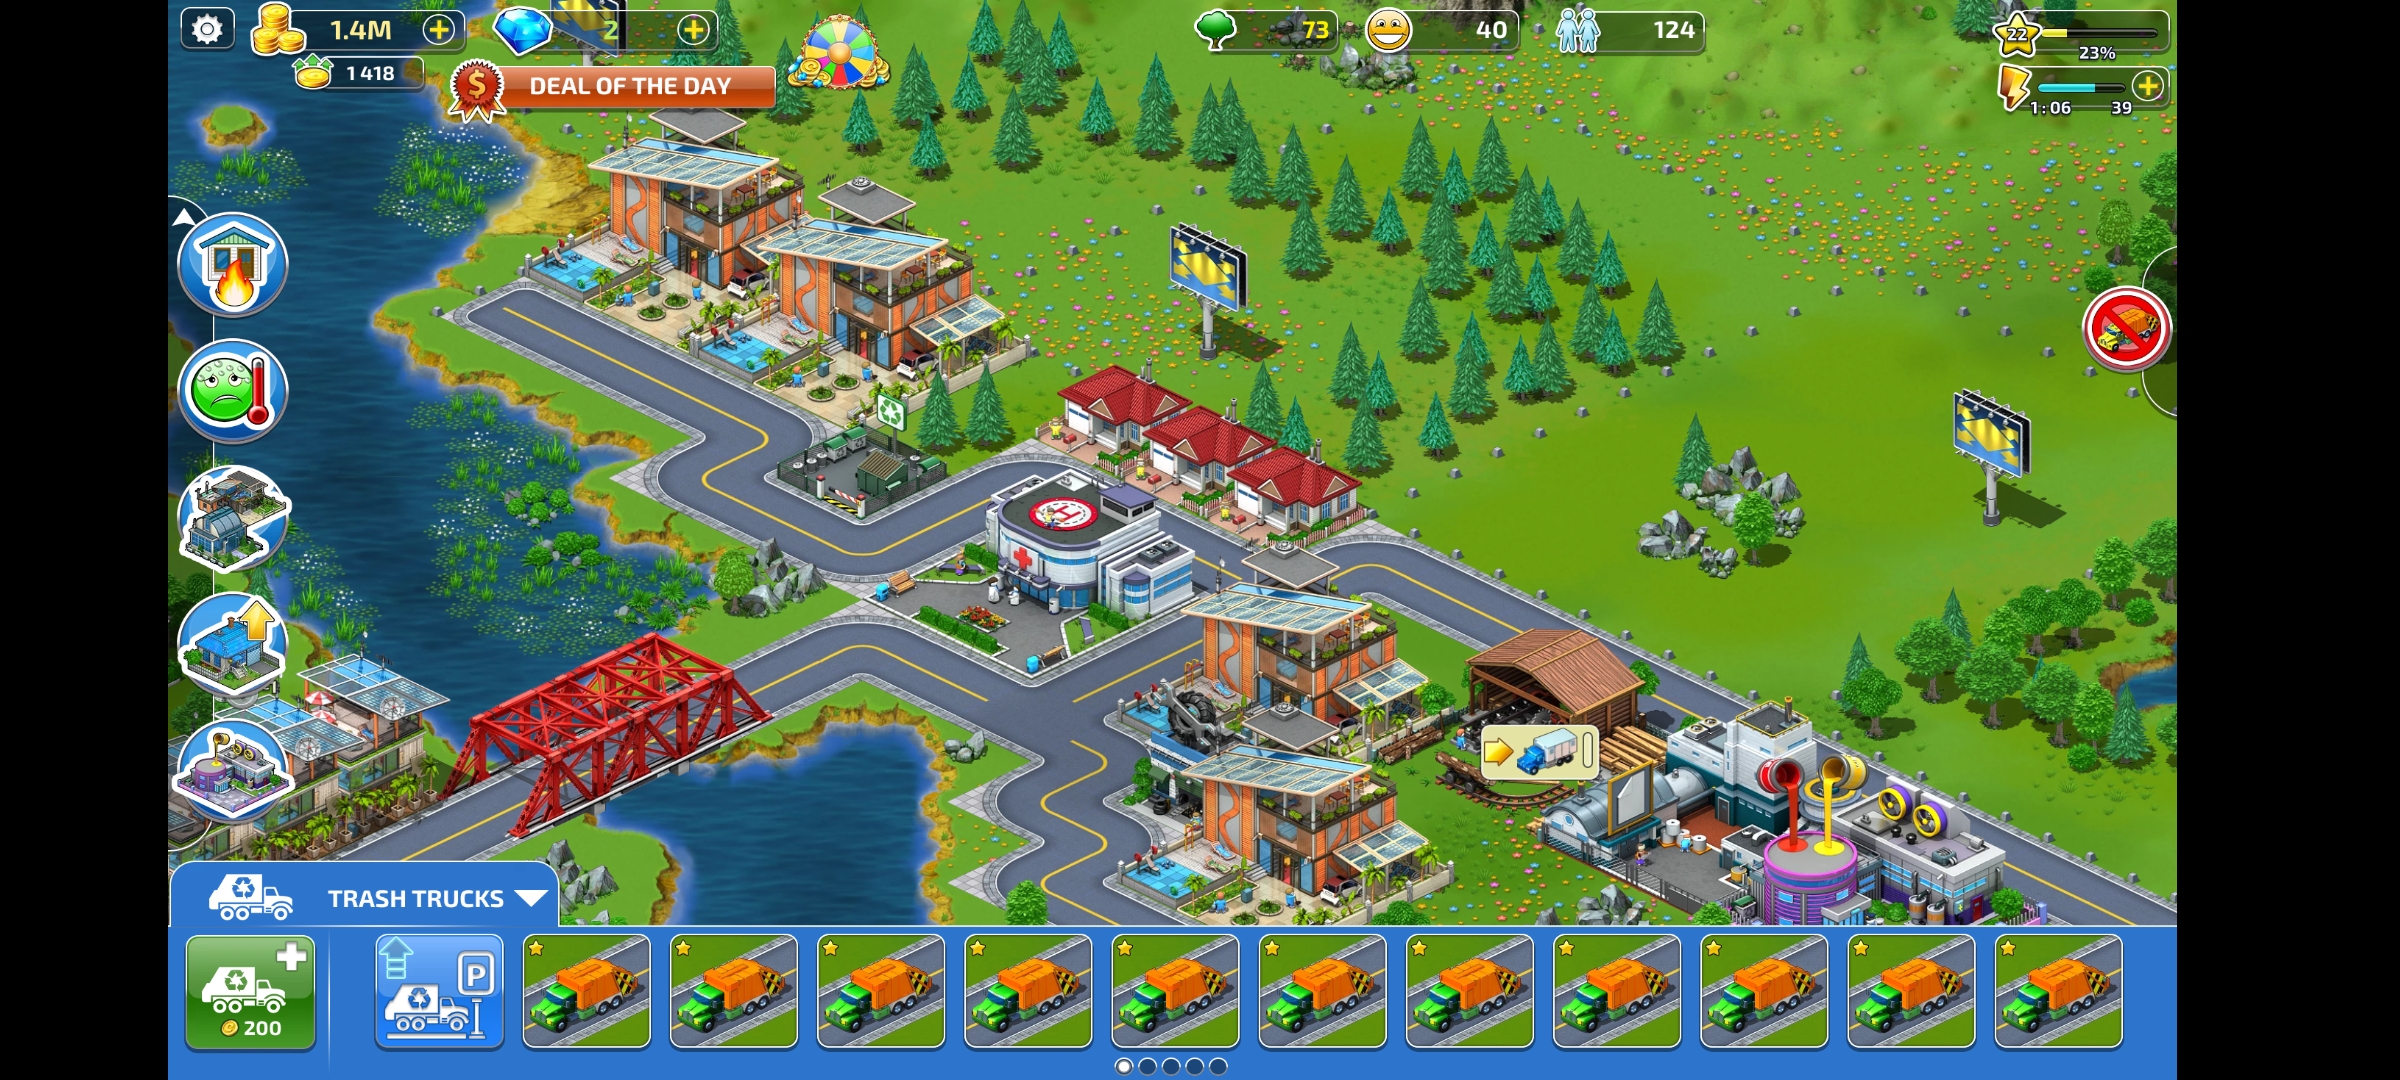 1.4M
2
73
40
124
22
23%
1 418
DEAL OF THE DAY
1:06
39
H
TRASH TRUCKS
P
200